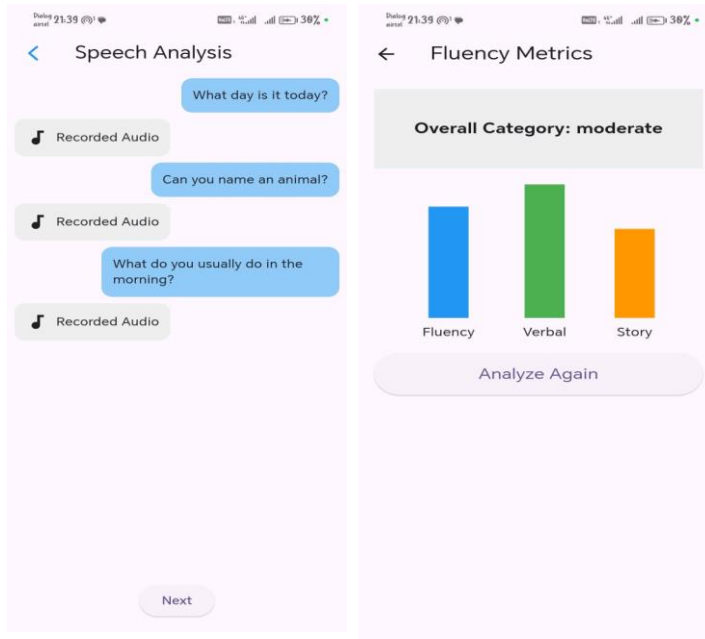 Dialog
airtel 21:39 38%
Speech Analysis
What day is it today?
Recorded Audio
Can you name an animal?
Recorded Audio
What do you usually do in the
morning?
Recorded Audio
Next
Dialog
airtel 21:39 38%
Fluency Metrics
Overall Category: moderate
Fluency Verbal Story
Analyze Again